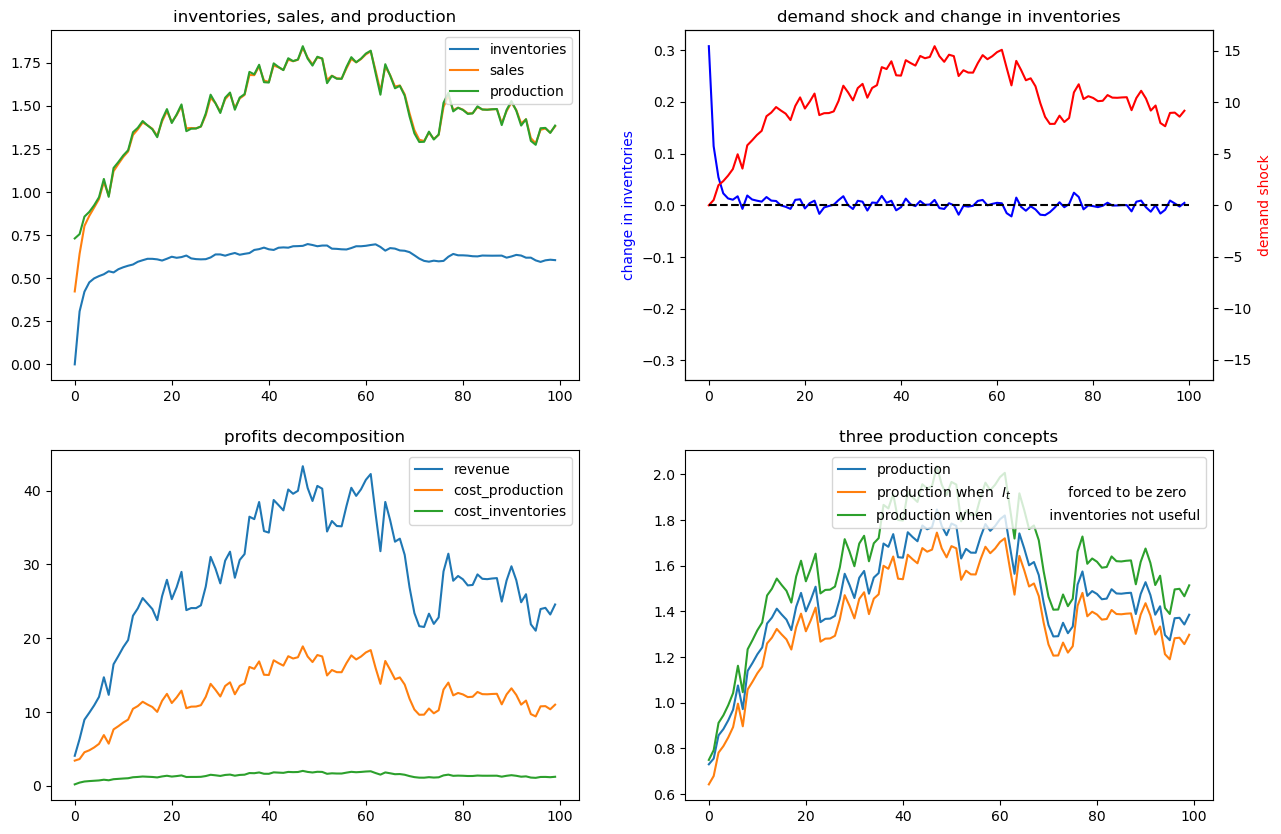 inventories, sales, and production
inventories
sales
production
1.75
1.50
1.25
1.00
0.75
0.50
0.25
0.00
0 20 40 60 80 100
demand shock and change in inventories
change in inventories
0.3
0.2
0.1
0.0
−0.1
−0.2
−0.3
15
10
5
0
−5
−10
−15
demand shock
0 20 40 60 80 100
profits decomposition
revenue
cost_production
cost_inventories
40
30
20
10
0
0 20 40 60 80 100
three production concepts
production
production when I_t forced to be zero
production when inventories not useful
2.0
1.8
1.6
1.4
1.2
1.0
0.8
0.6
0 20 40 60 80 100